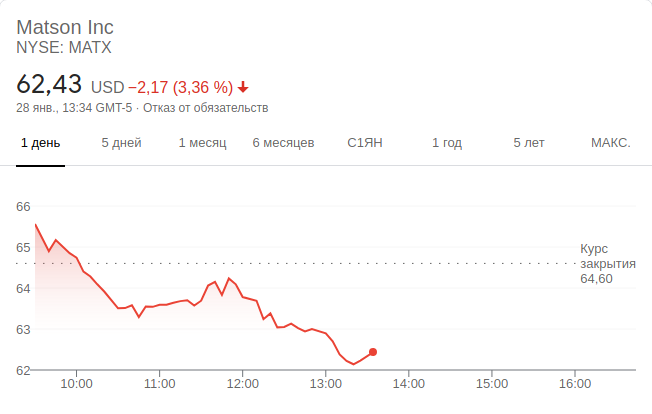 Matson Inc
NYSE: MATX
62,43 USD −2,17 (3,36 %)
28 янв., 13:34 GMT-5 · Отказ от обязательств
1 день 5 дней 1 месяц 6 месяцев С1ЯН 1 год 5 лет МАКС.
66
65
64
63
62
Курс
закрытия
64,60
10:00 11:00 12:00 13:00 14:00 15:00 16:00